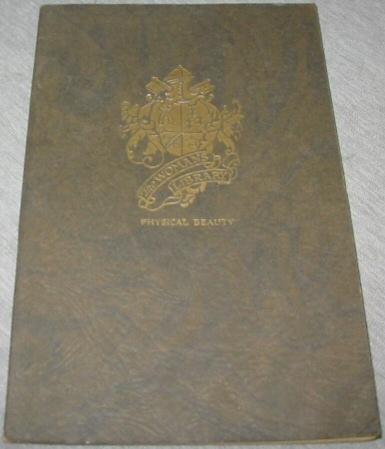 THE WOMAN'S
LIBRARY
PHYSICAL BEAUTY